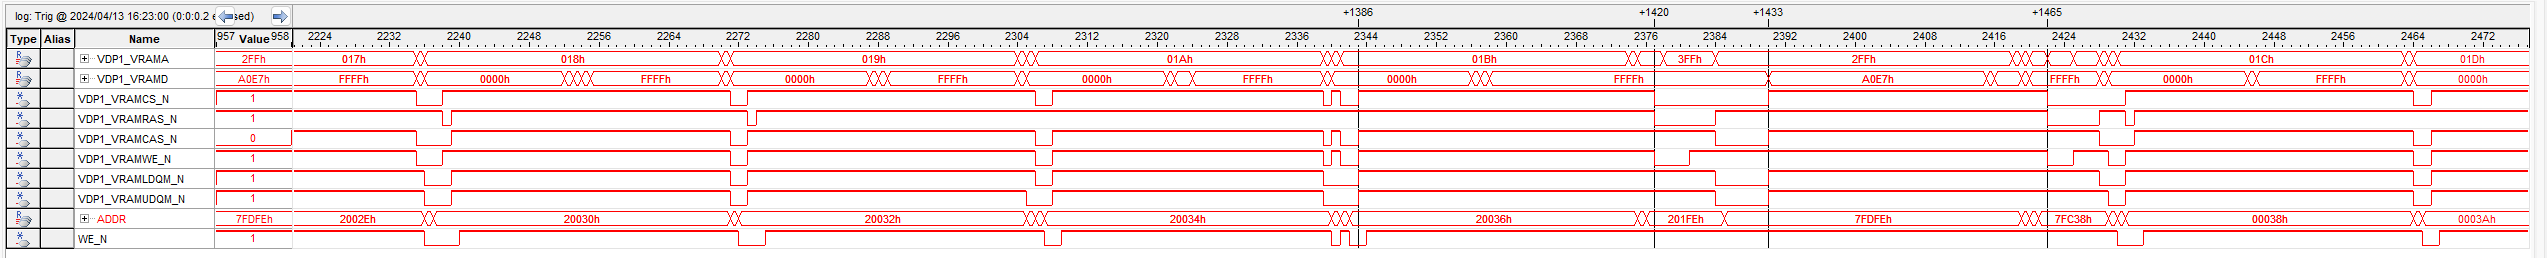 log: Trig @ 2024/04/13 16:23:00 (0:0:0.2 sed)
+1386 +1420 +1433 +1465
Type Alias Name 957 Value 958 2224 2232 2240 2248 2256 2264 2272 2280 2288 2296 2304 2312 2320 2328 2336 2344 2352 2360 2368 2376 2384 2392 2400 2408 2416 2424 2432 2440 2448 2456 2464 2472
VDP1_VRAMA 2FFh 017h 018h 019h 01Ah 01Bh 3FFh 2FFh 01Ch 01Dh
VDP1_VRAMD A0E7h FFFFh 0000h FFFFh 0000h FFFFh 0000h FFFFh 0000h FFFFh A0E7h FFFFh 0000h FFFFh 0000h
VDP1_VRAMCS_N 1
VDP1_VRAMRAS_N 1
VDP1_VRAMCAS_N 0
VDP1_VRAMWE_N 1
VDP1_VRAMLDQM_N 1
VDP1_VRAMUDQM_N 1
ADDR 7FDFEh 2002Eh 20030h 20032h 20034h 20036h 201FEh 7FDFEh 7FC38h 00038h 0003Ah
WE_N 1